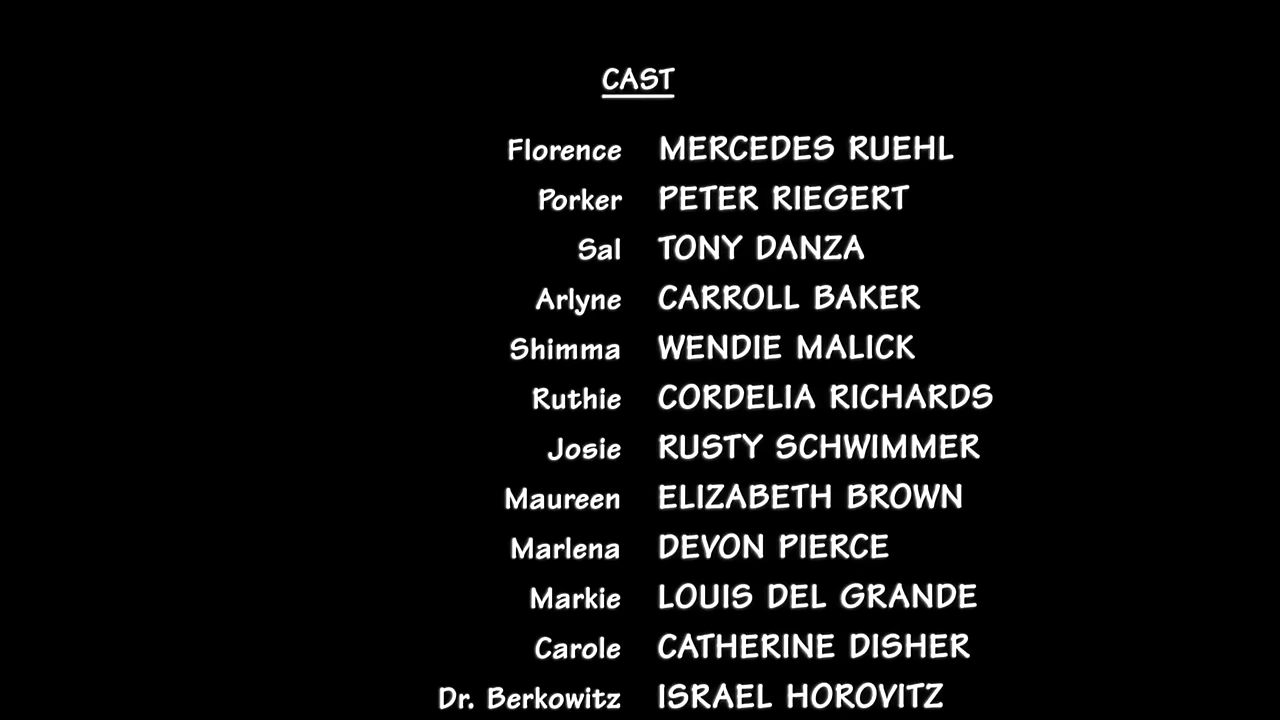 CAST
Florence MERCEDES RUEHL
Porker PETER RIEGERT
Sal TONY DANZA
Arlyne CARROLL BAKER
Shimma WENDIE MALICK
Ruthie CORDELIA RICHARDS
Josie RUSTY SCHWIMMER
Maureen ELIZABETH BROWN
Marlena DEVON PIERCE
Markie LOUIS DEL GRANDE
Carole CATHERINE DISHER
Dr. Berkowitz ISRAEL HOROVITZ